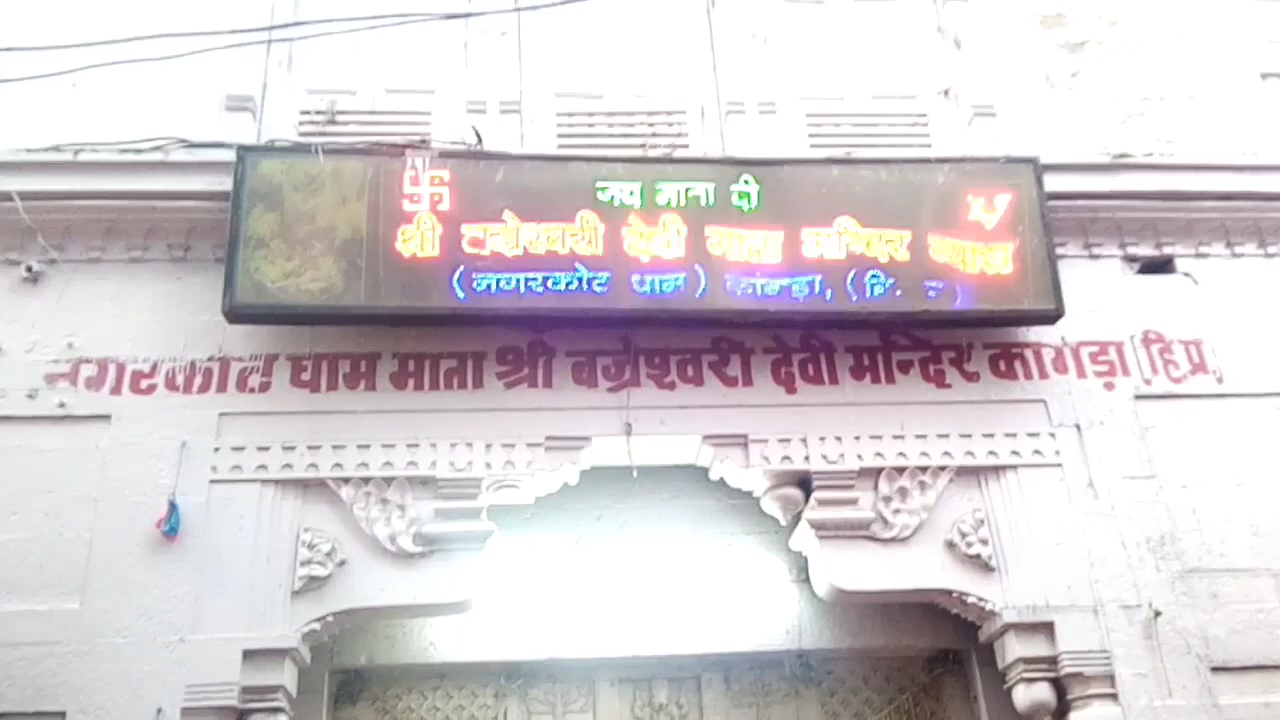 जय माता दी
श्री वज्रेश्वरी देवी माता मन्दिर न्यास
(नगरकोट धाम) कांगड़ा, (हि. प्र.)
नगरकोट धाम माता श्री वज्रेश्वरी देवी मन्दिर कागड़ा (हि.प्र.)